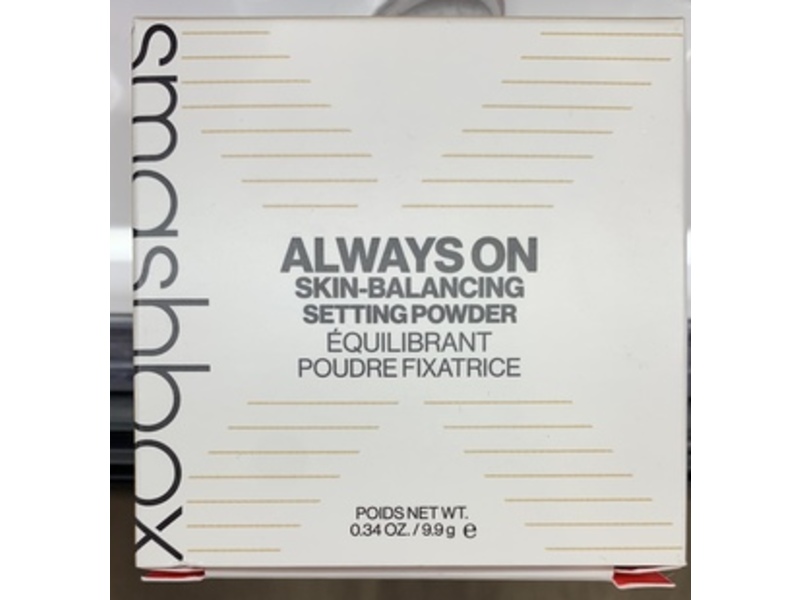 smashbox
ALWAYS ON
SKIN-BALANCING
SETTING POWDER
ÉQUILIBRANT
POUDRE FIXATRICE
POIDS NET WT.
0.34 OZ. / 9.9 g ℮